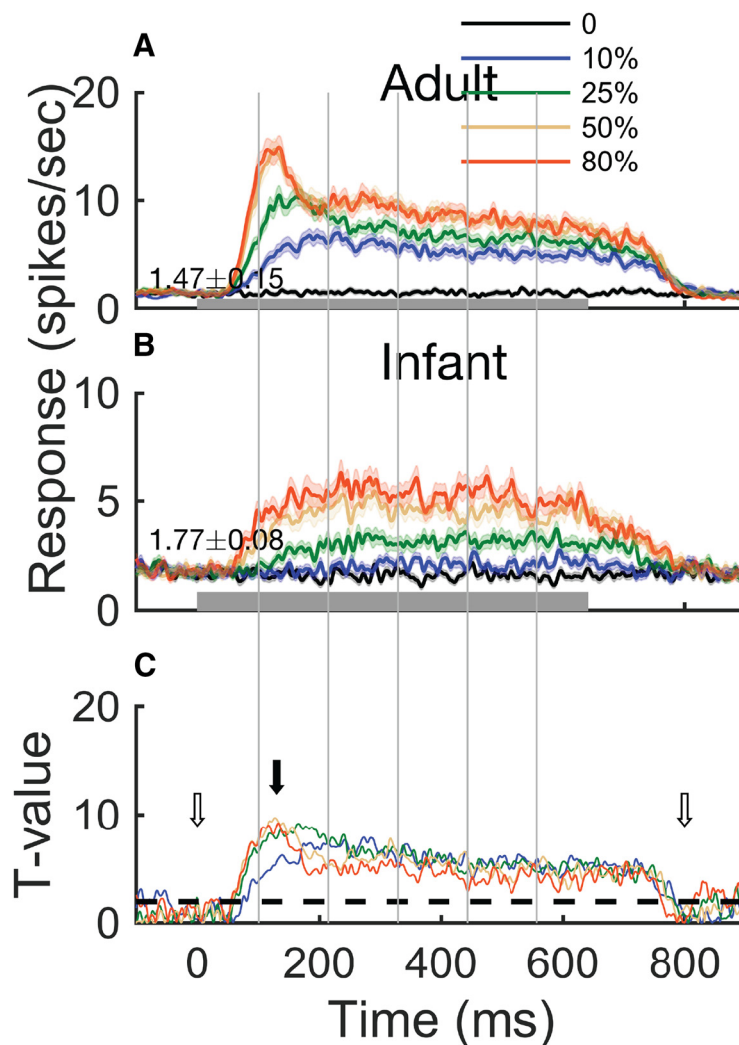 A
0
10%
Adult
25%
50%
80%
20
10
0
1.47±0.15
Response (spikes/sec)
B
Infant
10
5
0
1.77±0.08
C
T-value
20
10
0
0 200 400 600 800
Time (ms)